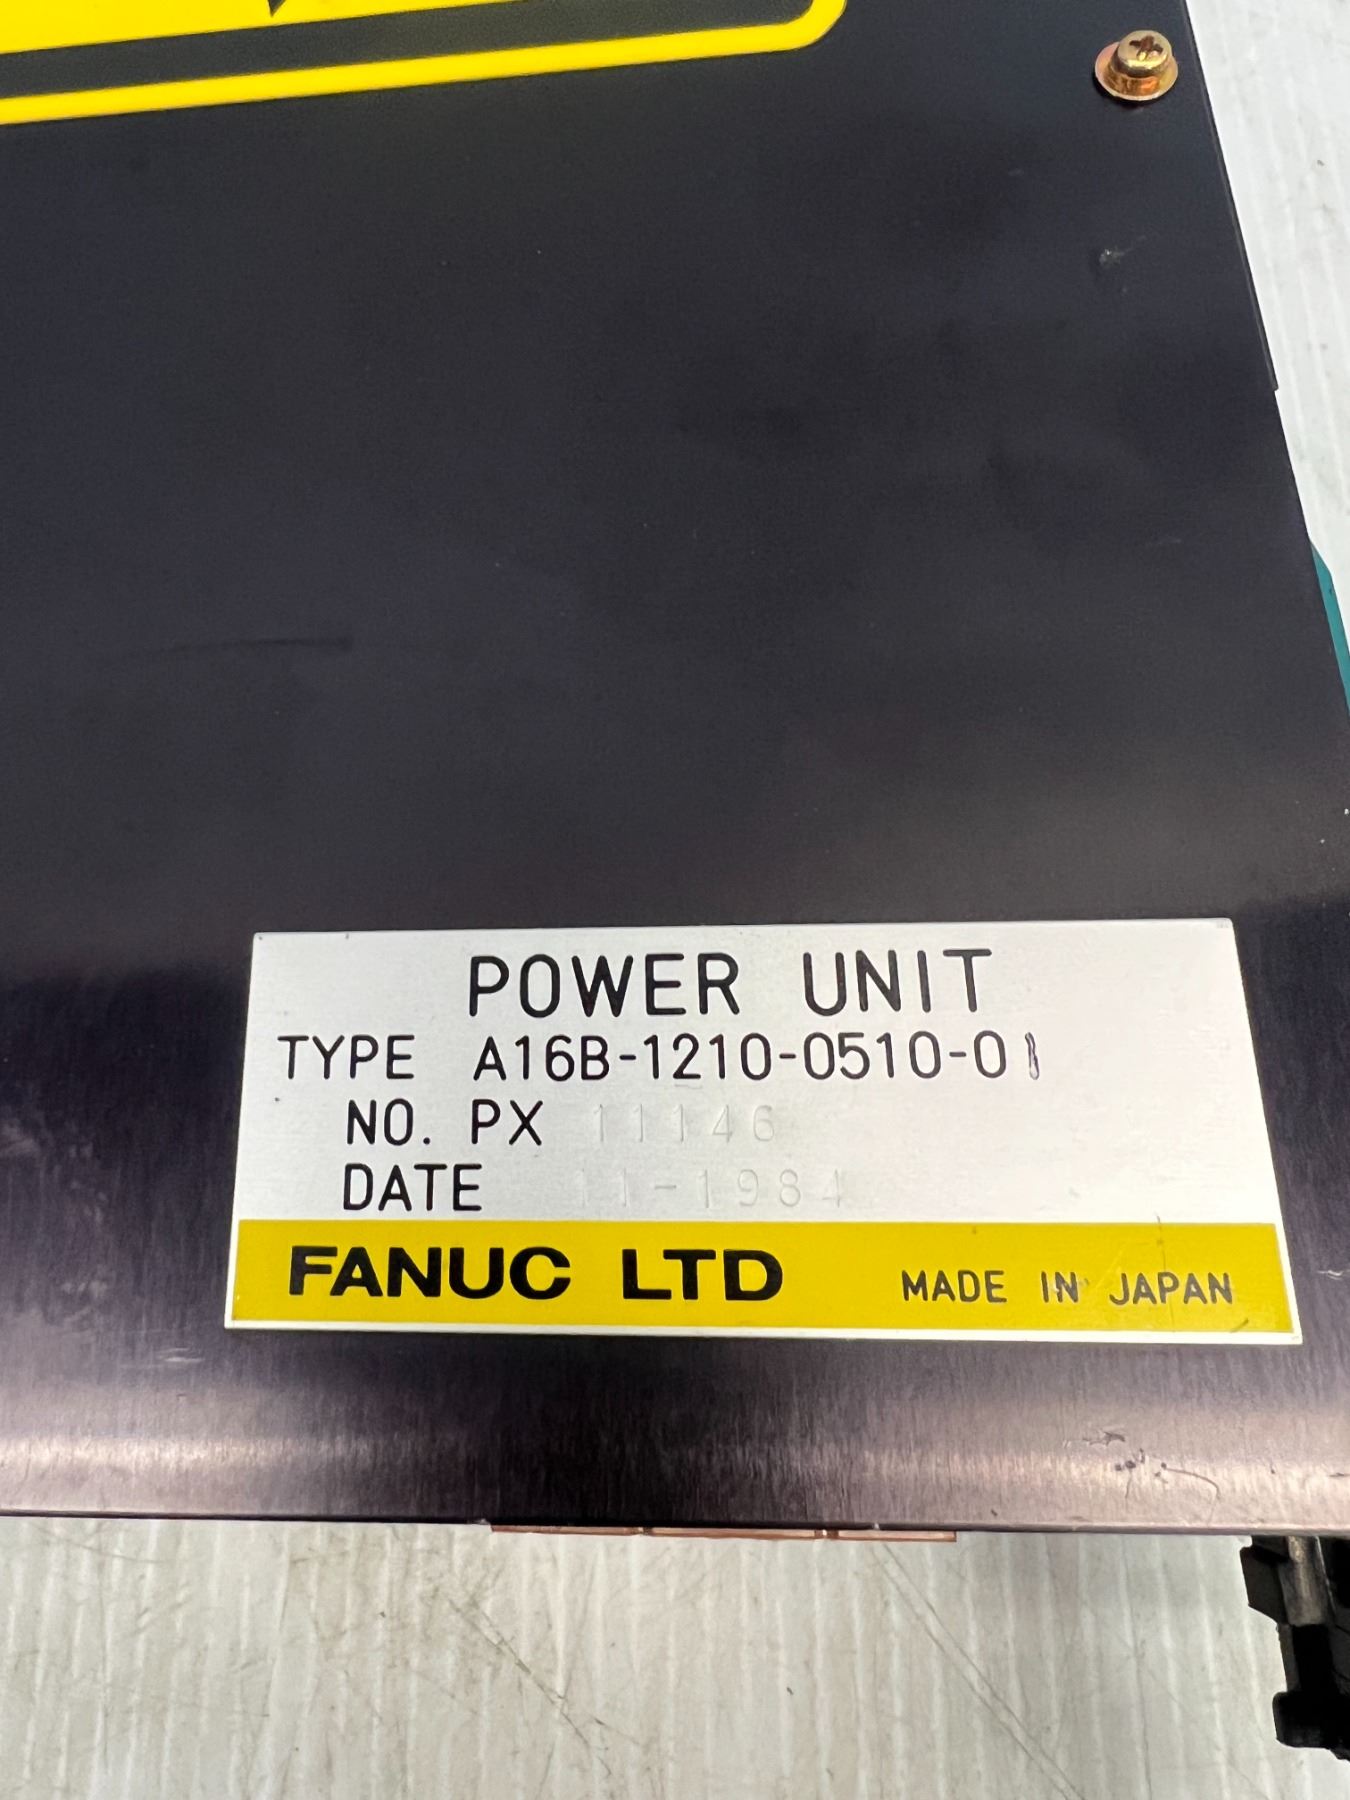 POWER UNIT
TYPE A16B-1210-0510-01
NO. PX 11146
DATE 11-1984
FANUC LTD MADE IN JAPAN